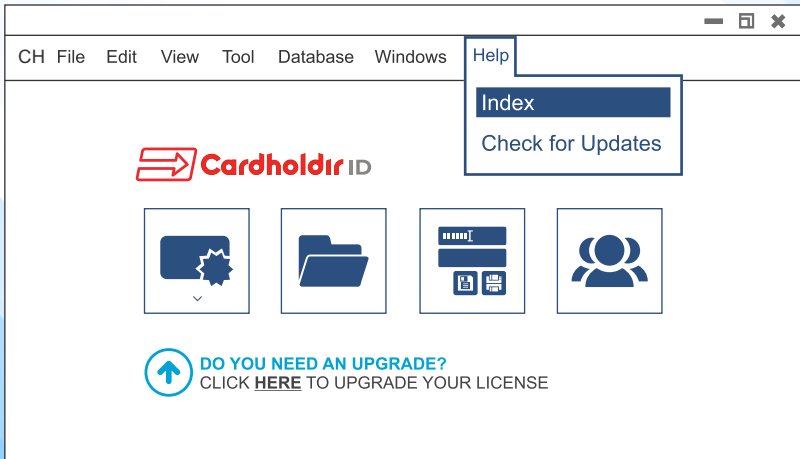 CH File Edit View Tool Database Windows Help
Index
Check for Updates
Cardholdır ID
DO YOU NEED AN UPGRADE?
CLICK HERE TO UPGRADE YOUR LICENSE